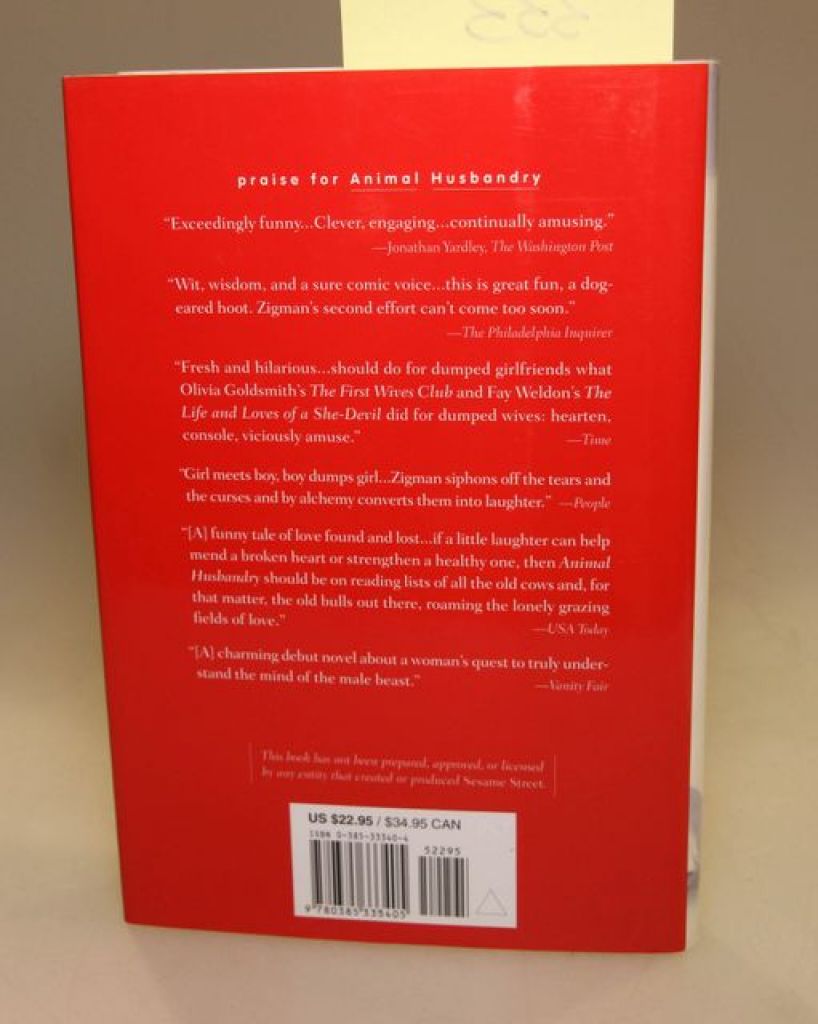 praise for Animal Husbandry
“Exceedingly funny...Clever, engaging...continually amusing.”
—Jonathan Yardley, The Washington Post
“Wit, wisdom, and a sure comic voice...this is great fun, a dog-
eared hoot. Zigman's second effort can't come too soon.”
—The Philadelphia Inquirer
“Fresh and hilarious...should do for dumped girlfriends what
Olivia Goldsmith's The First Wives Club and Fay Weldon's The
Life and Loves of a She-Devil did for dumped wives: hearten,
console, viciously amuse.” —Time
“Girl meets boy, boy dumps girl...Zigman siphons off the tears and
the curses and by alchemy converts them into laughter.” —People
“[A] funny tale of love found and lost...if a little laughter can help
mend a broken heart or strengthen a healthy one, then Animal
Husbandry should be on reading lists of all the old cows and, for
that matter, the old bulls out there, roaming the lonely grazing
fields of love.” —USA Today
“[A] charming debut novel about a woman's quest to truly under-
stand the mind of the male beast.” —Vanity Fair
This book has not been prepared, approved, or licensed
by any entity that created or produced Sesame Street.
US $22.95 / $34.95 CAN
ISBN 0-385-33340-4
52295
9 780385 333405